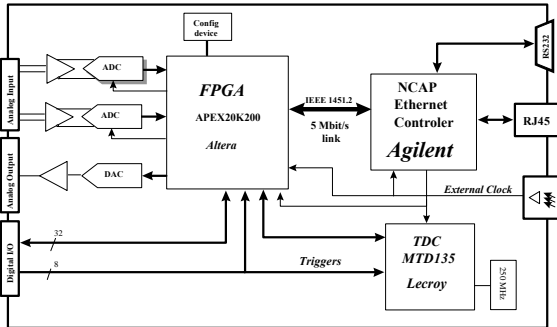 Config
device
RS232
Analog Input
ADC
FPGA
APEX20K200
Altera
IEEE 1451.2
5 Mbit/s
link
NCAP
Ethernet
Controler
Agilent
RJ45
ADC
Analog Output
DAC
External Clock
Digital I/O
32
8
Triggers
TDC
MTD135
Lecroy
250 MHz